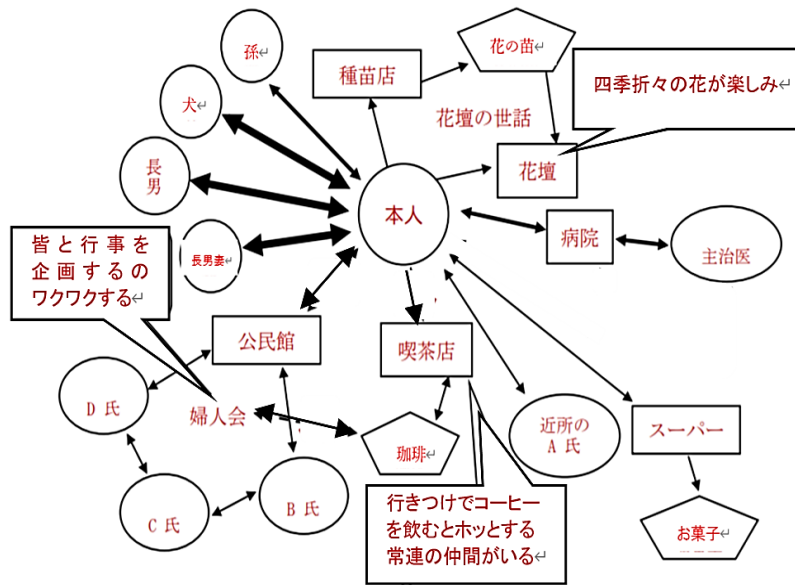 孫
犬
長
男
長男妻
種苗店
花の苗
花壇の世話
花壇
四季折々の花が楽しみ
本人
病院
主治医
皆と行事を
企画するの
ワクワクする
公民館
喫茶店
D 氏
婦人会
珈琲
近所の
A 氏
スーパー
C 氏
B 氏
行きつけでコーヒー
を飲むとホッとする
常連の仲間がいる
お菓子